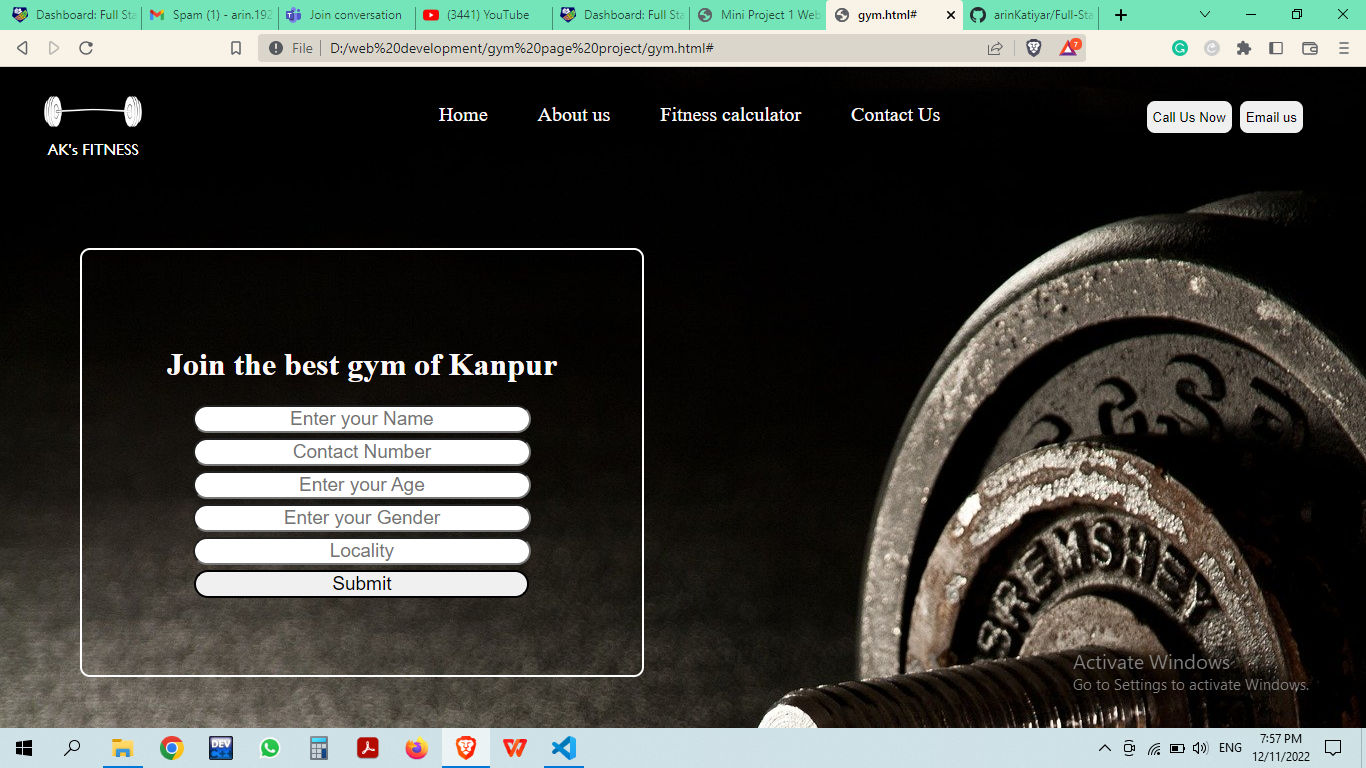 Dashboard: Full Sta
Spam (1) - arin.192
Join conversation
(3441) YouTube
Dashboard: Full Sta
Mini Project 1 Web
gym.html#
arinKatiyar/Full-Sta
File
D:/web%20development/gym%20page%20project/gym.html#
7
AK's FITNESS
Home
About us
Fitness calculator
Contact Us
Call Us Now
Email us
Join the best gym of Kanpur
Enter your Name
Contact Number
Enter your Age
Enter your Gender
Locality
Submit
BREMSHEY
Activate Windows
Go to Settings to activate Windows.
DEV
ENG
7:57 PM
12/11/2022